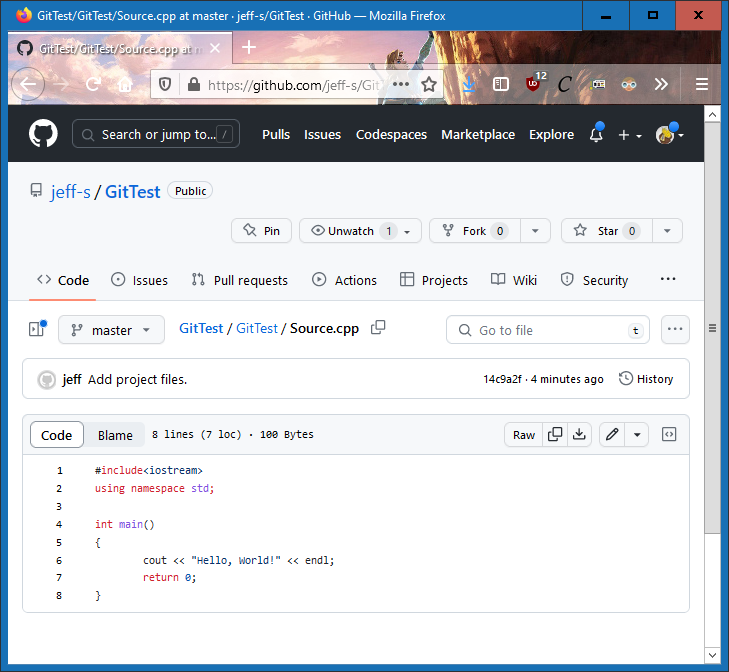 GitTest/GitTest/Source.cpp at master · jeff-s/GitTest · GitHub — Mozilla Firefox
GitTest/GitTest/Source.cpp at m
https://github.com/jeff-s/Git
12
Search or jump to... /
Pulls Issues Codespaces Marketplace Explore
jeff-s / GitTest Public
Pin Unwatch 1 Fork 0 Star 0
Code Issues Pull requests Actions Projects Wiki Security
master GitTest / GitTest / Source.cpp Go to file t
jeff Add project files. 14c9a2f · 4 minutes ago History
Code Blame 8 lines (7 loc) · 100 Bytes Raw
1 #include<iostream>
2 using namespace std;
3
4 int main()
5 {
6 cout << "Hello, World!" << endl;
7 return 0;
8 }